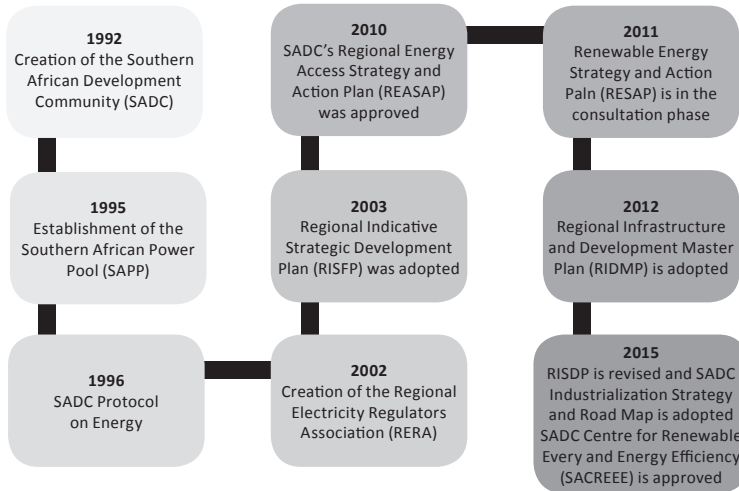 1992
Creation of the Southern
African Development
Community (SADC)
1995
Establishment of the
Southern African Power
Pool (SAPP)
1996
SADC Protocol
on Energy
2002
Creation of the Regional
Electricity Regulators
Association (RERA)
2003
Regional Indicative
Strategic Development
Plan (RISFP) was adopted
2010
SADC’s Regional Energy
Access Strategy and
Action Plan (REASAP)
was approved
2011
Renewable Energy
Strategy and Action
Paln (RESAP) is in the
consultation phase
2012
Regional Infrastructure
and Development Master
Plan (RIDMP) is adopted
2015
RISDP is revised and SADC
Industrialization Strategy
and Road Map is adopted
SADC Centre for Renewable
Every and Energy Efficiency
(SACREEE) is approved